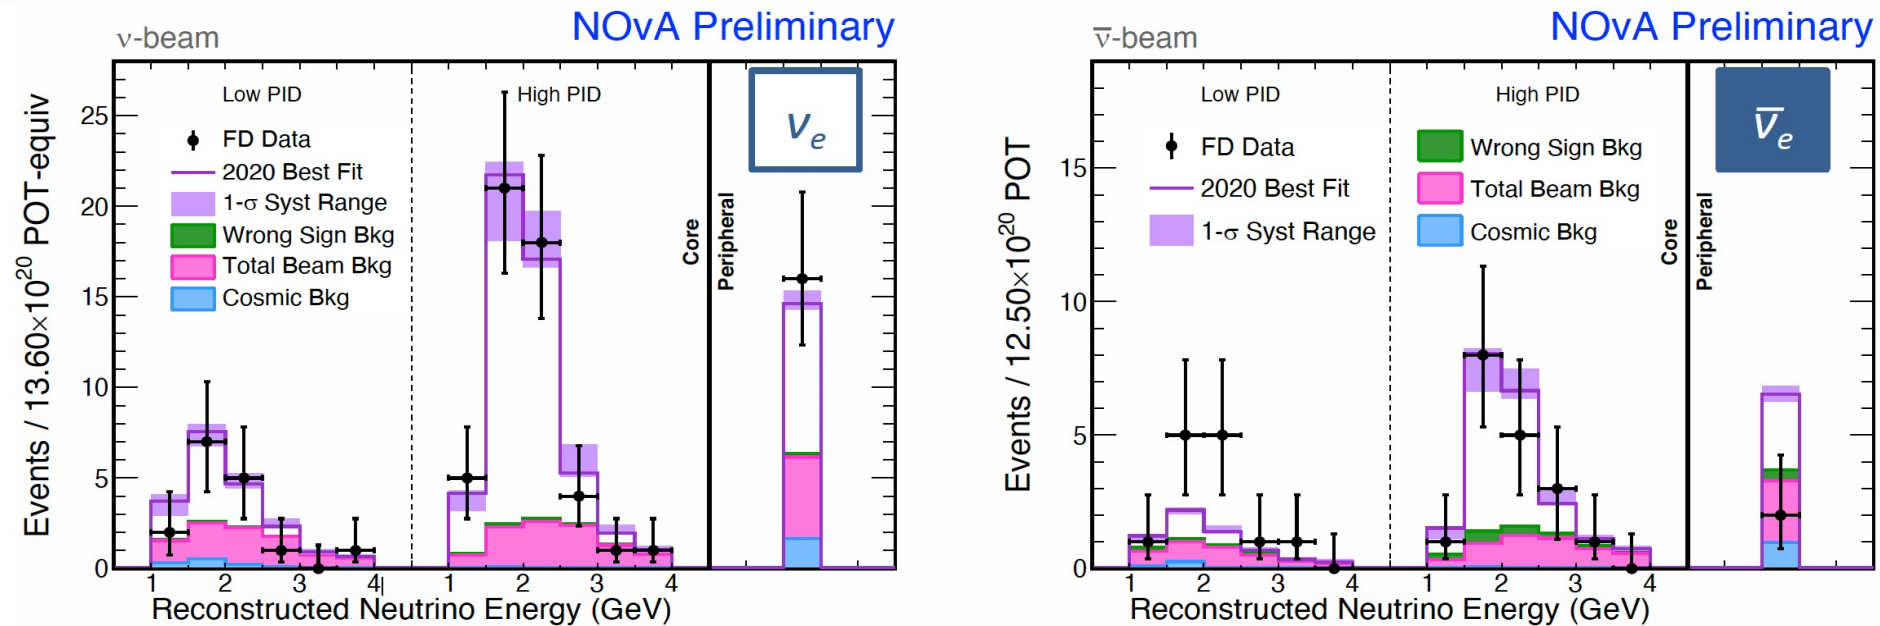 ν-beam
NOνA Preliminary
Low PID
High PID
νe
FD Data
2020 Best Fit
1-σ Syst Range
Wrong Sign Bkg
Total Beam Bkg
Cosmic Bkg
Core
Peripheral
Events / 13.60×10²⁰ POT-equiv
0
5
10
15
20
25
1 2 3 4 1 2 3 4
Reconstructed Neutrino Energy (GeV)
ν̅-beam
NOνA Preliminary
Low PID
High PID
ν̅e
FD Data
2020 Best Fit
1-σ Syst Range
Wrong Sign Bkg
Total Beam Bkg
Cosmic Bkg
Core
Peripheral
Events / 12.50×10²⁰ POT
0
5
10
15
1 2 3 4 1 2 3 4
Reconstructed Neutrino Energy (GeV)